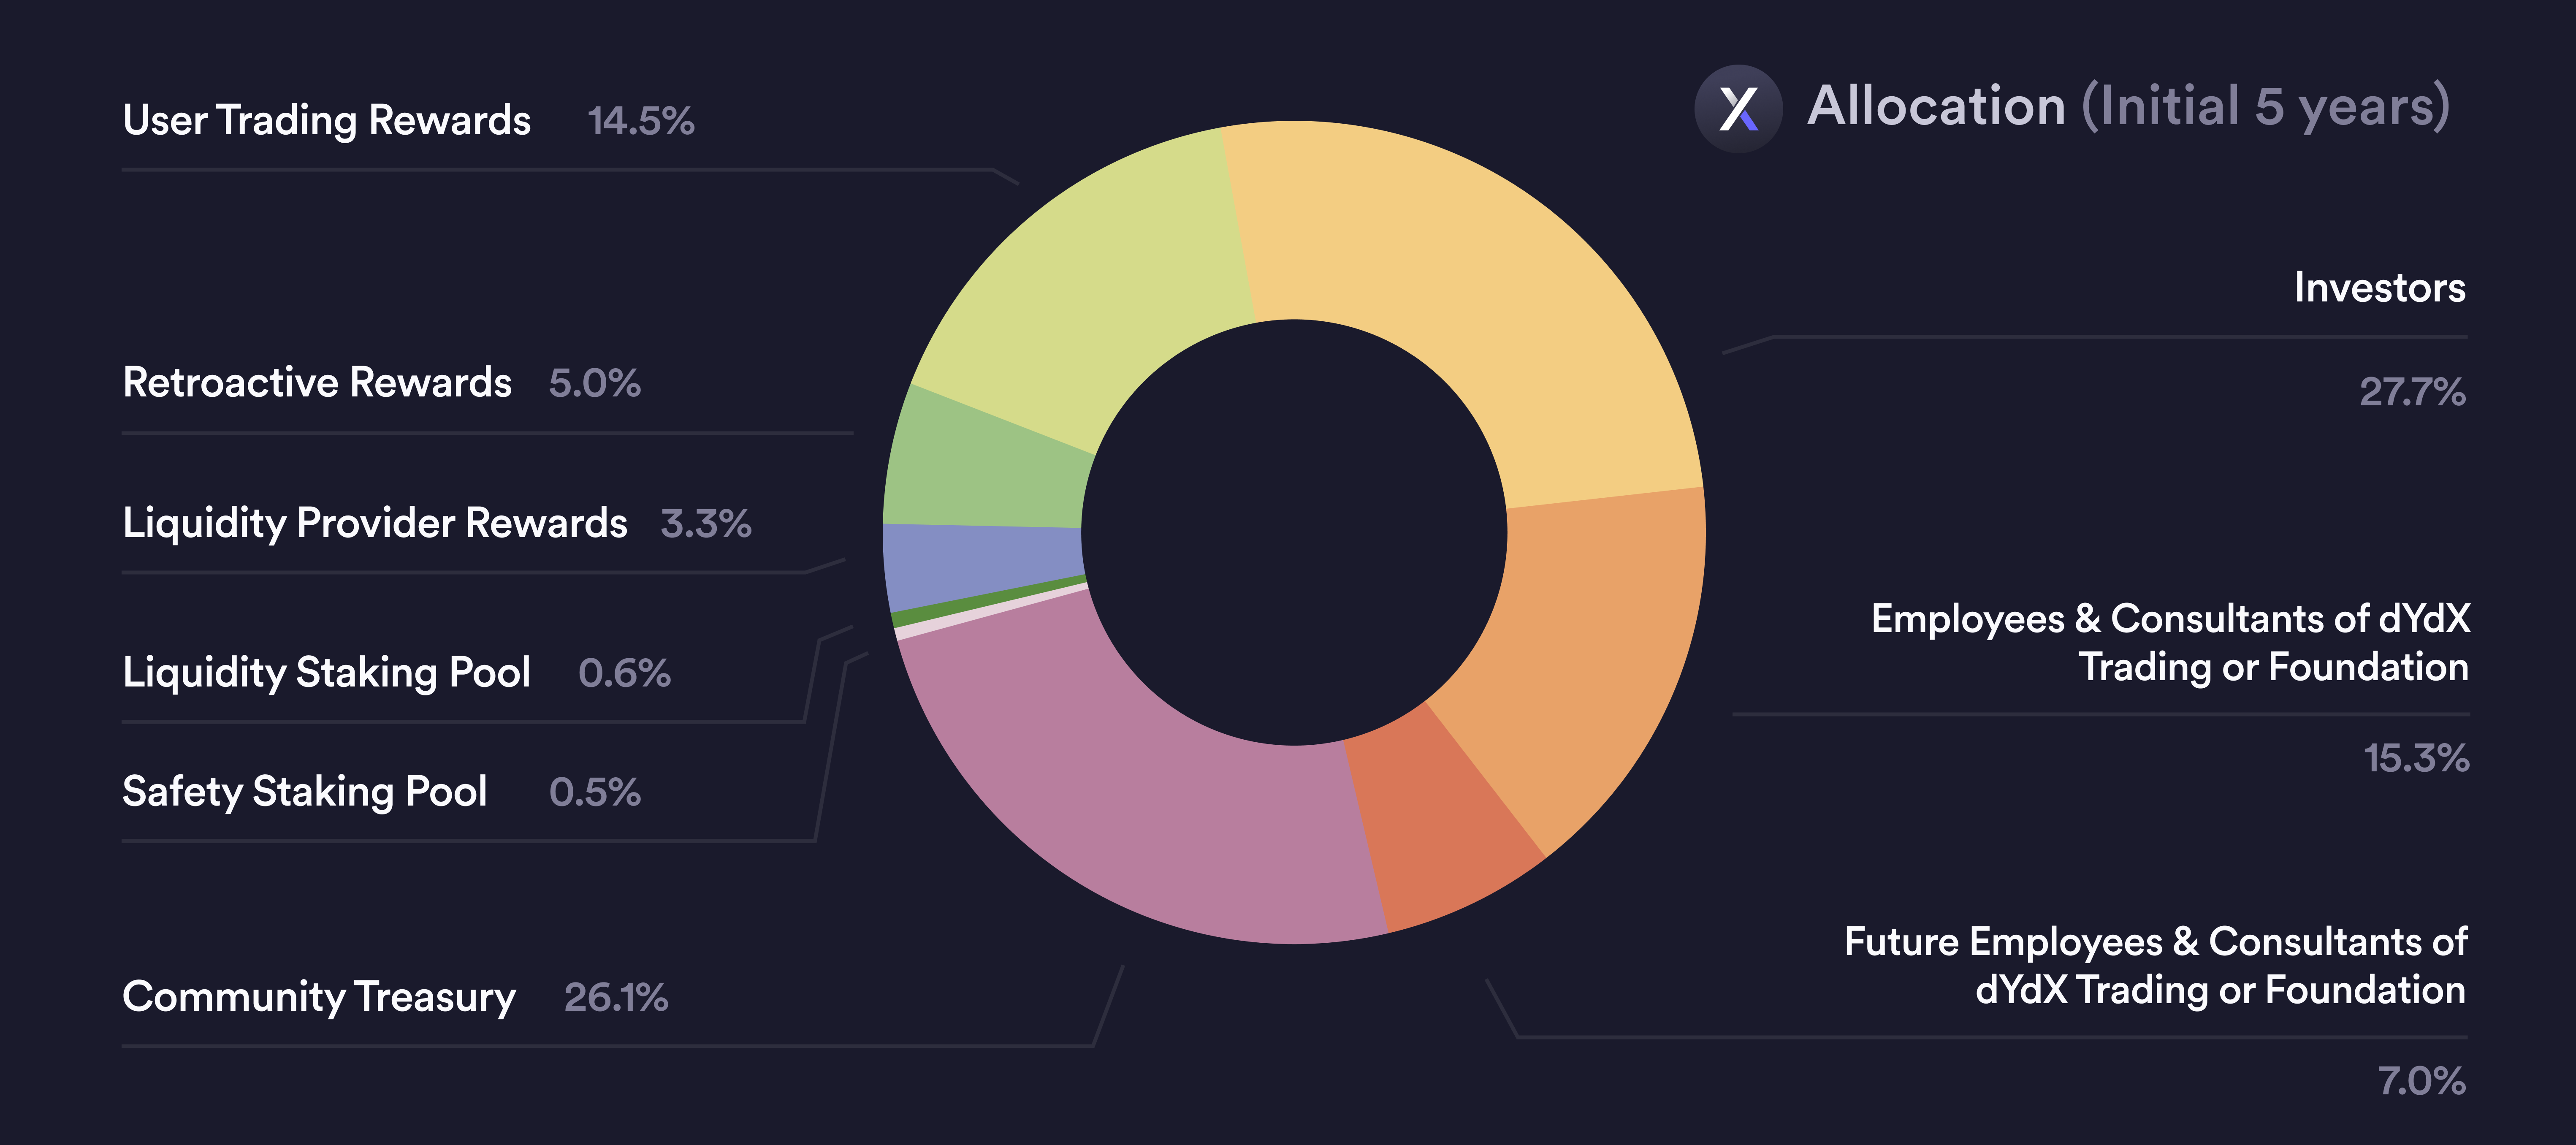 Allocation (Initial 5 years)
User Trading Rewards 14.5%
Retroactive Rewards 5.0%
Liquidity Provider Rewards 3.3%
Liquidity Staking Pool 0.6%
Safety Staking Pool 0.5%
Community Treasury 26.1%
Investors
27.7%
Employees & Consultants of dYdX
Trading or Foundation
15.3%
Future Employees & Consultants of
dYdX Trading or Foundation
7.0%